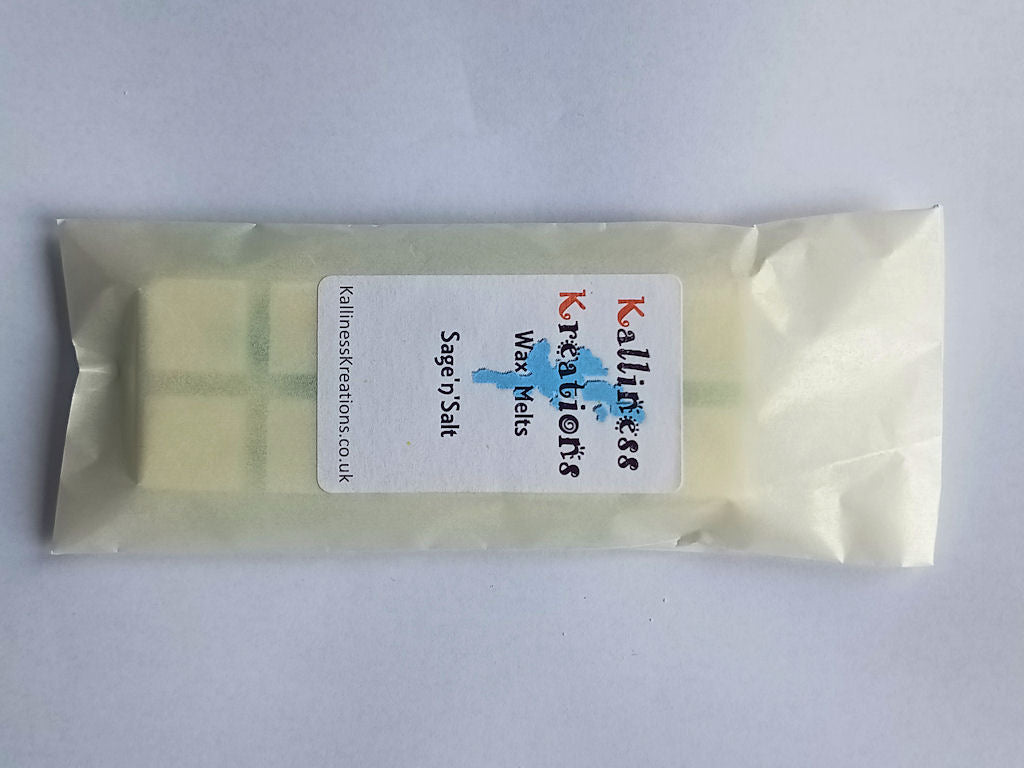 Kalliness
Kreations
Wax Melts
Sage'n'Salt
KallinessKreations.co.uk